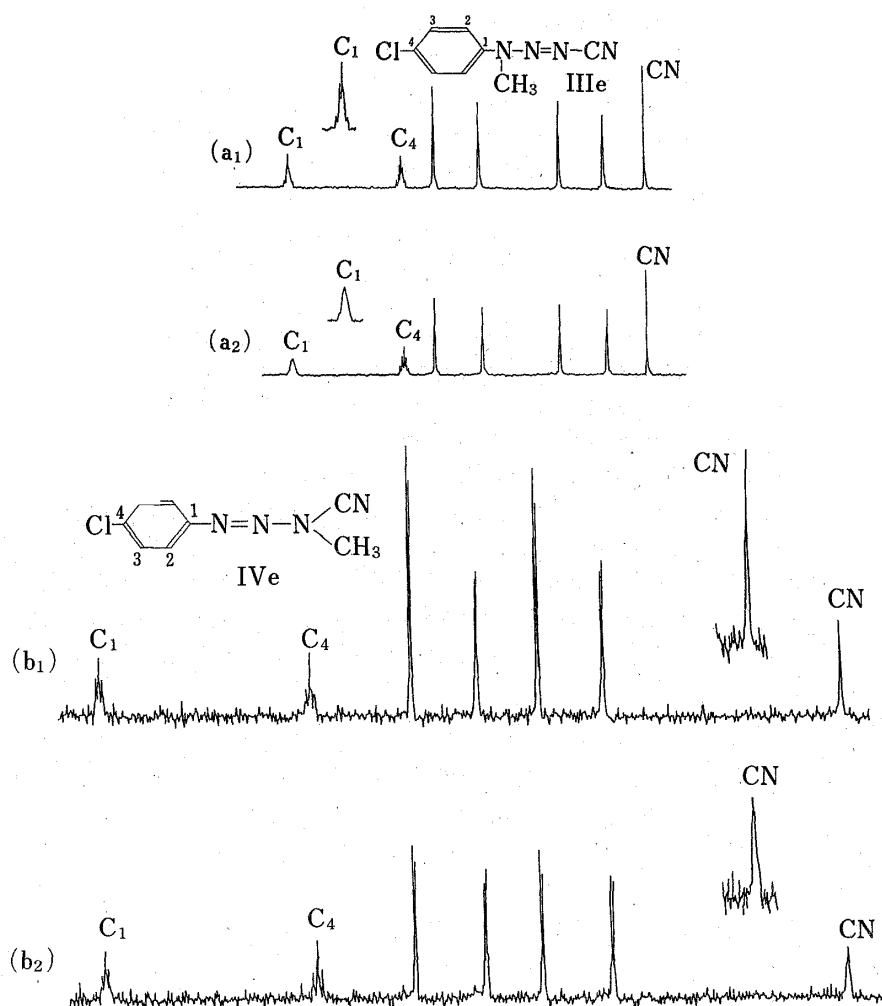 3 2
C₁
Cl 4 1 N–N=N–CN
CH₃ IIIe
CN
(a₁) C₁ C₄
C₁ CN
(a₂) C₁ C₄
CN
CN
Cl 4 1 N=N–N
CH₃
3 2
IVe
CN
(b₁) C₁ C₄
CN
(b₂) C₁ C₄ CN